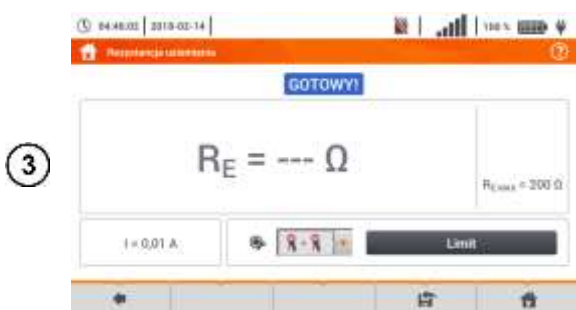 04:46:02 2018-02-14 100 %
Rezystancja uziemienia
GOTOWY!
3
RE = --- Ω
RE MAX = 200 Ω
I = 0,01 A
Limit